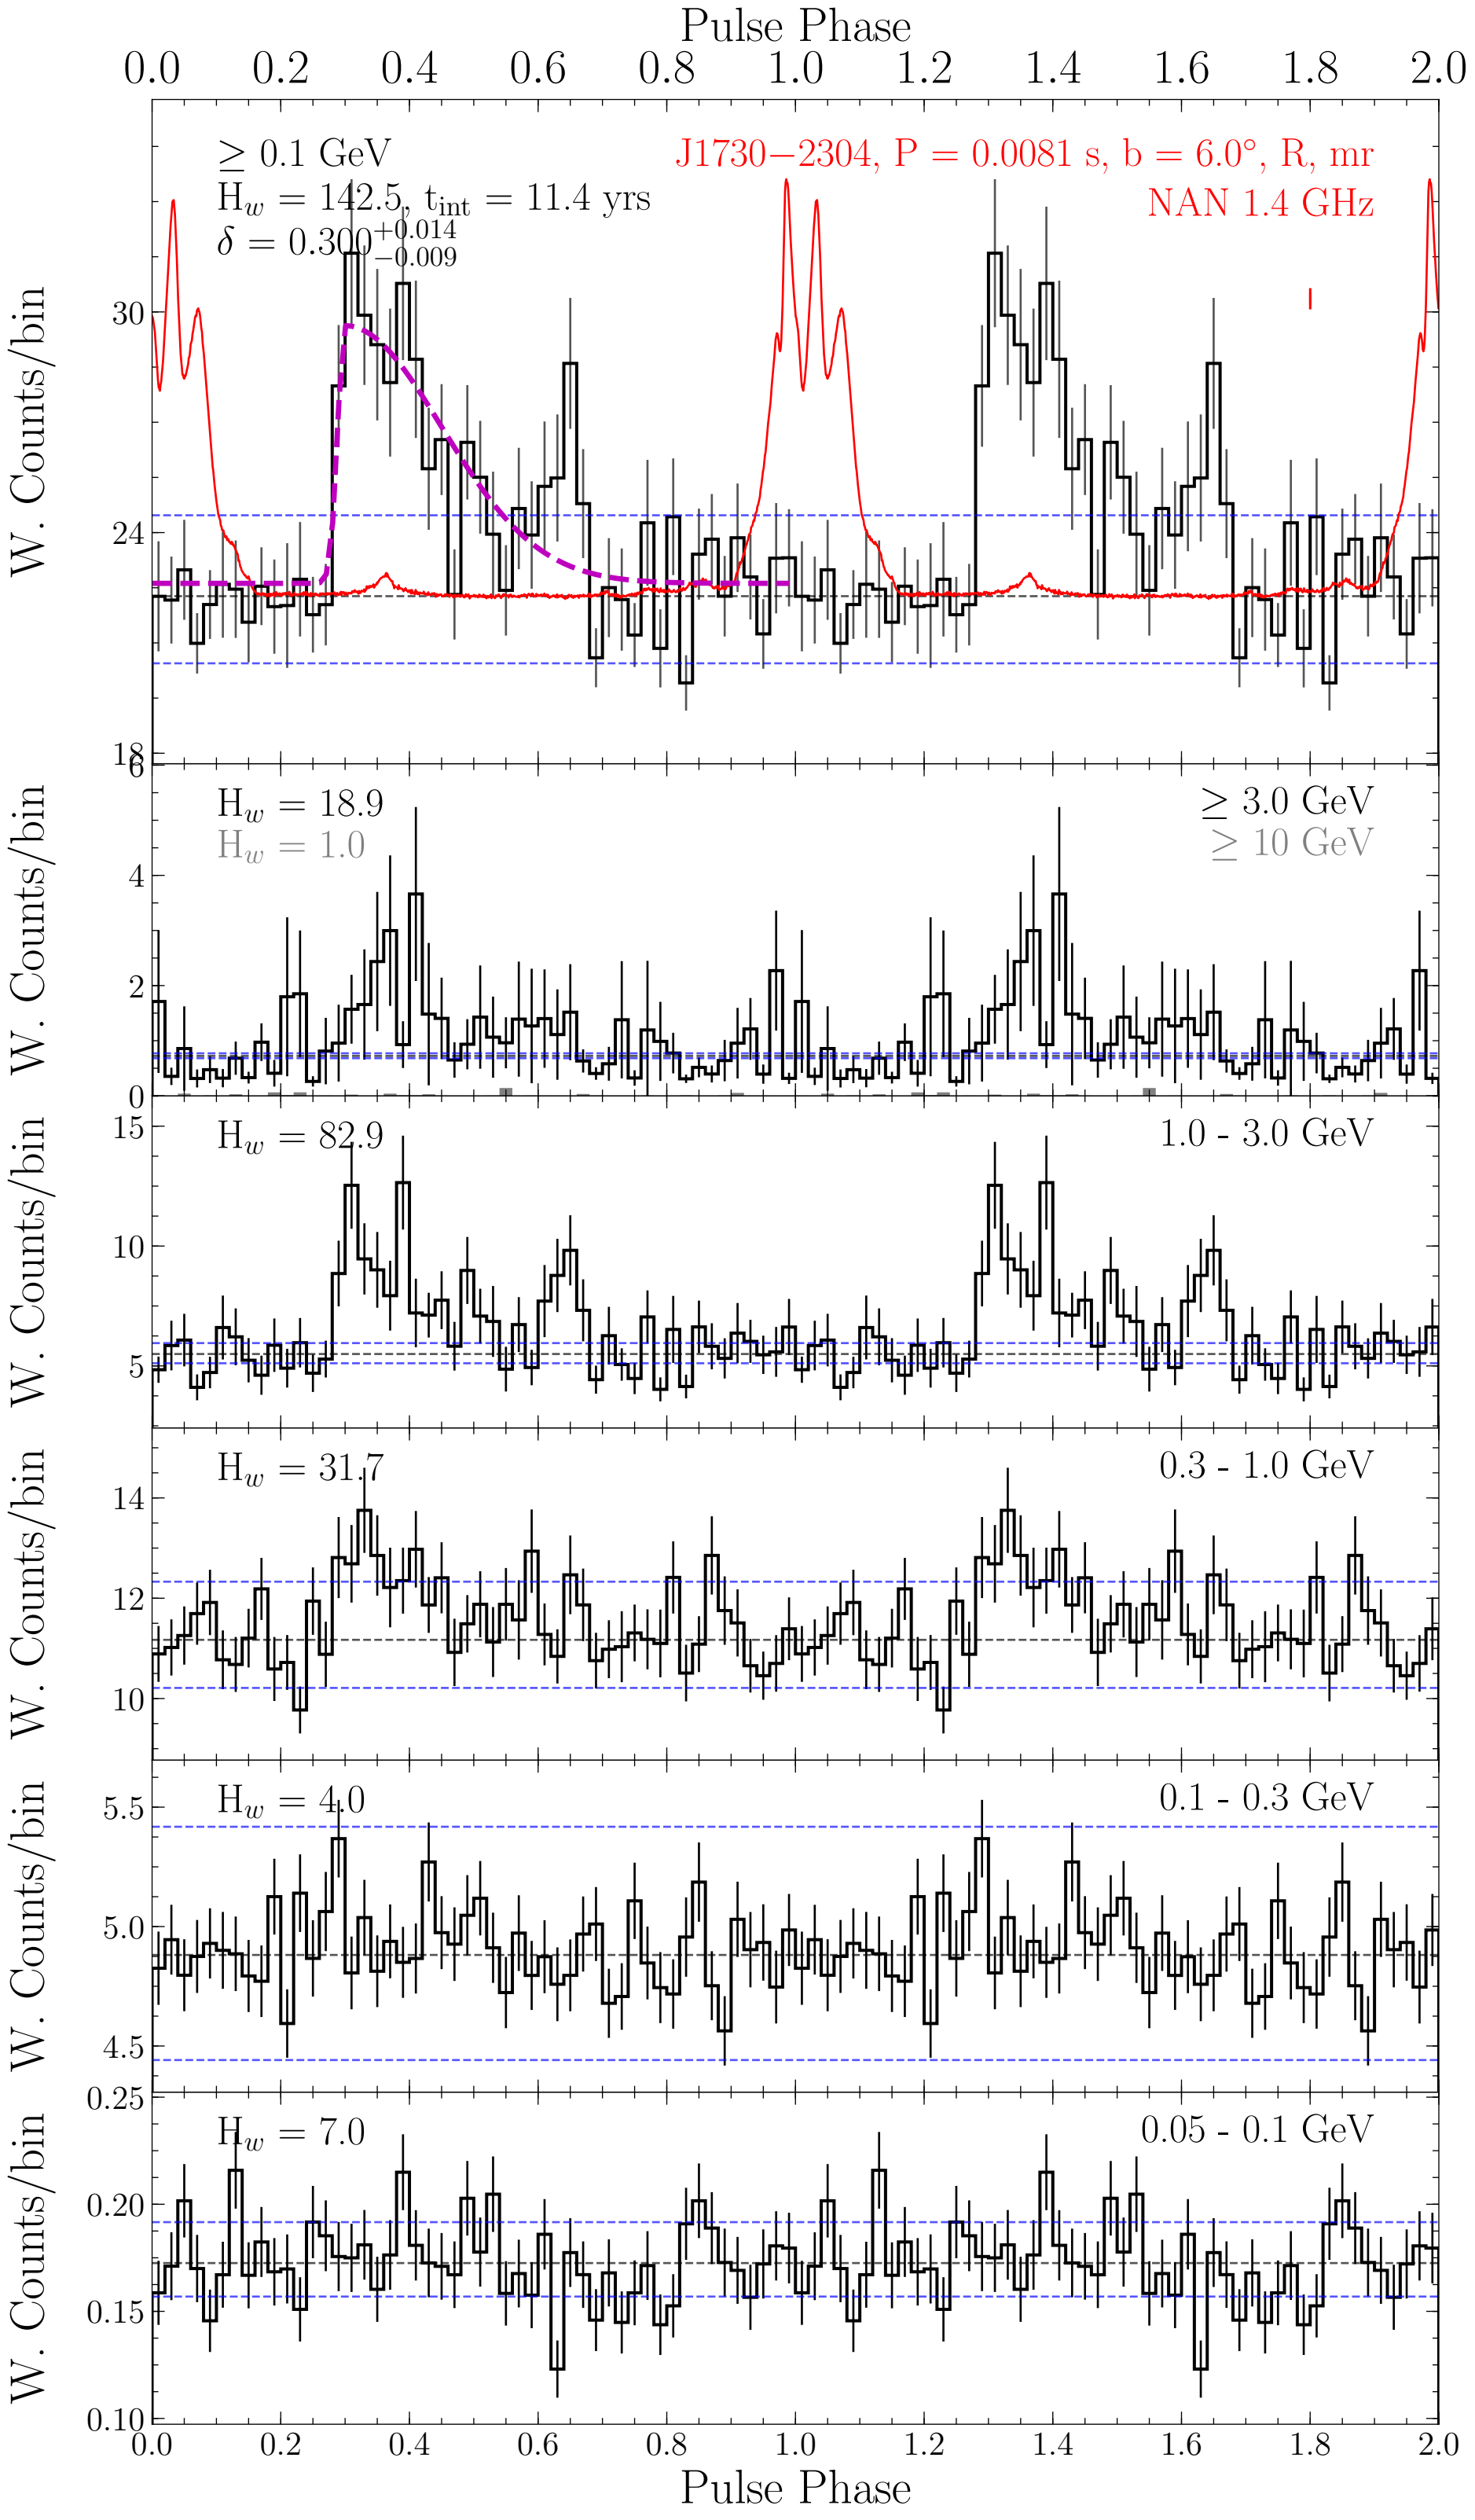 Pulse Phase
0.0 0.2 0.4 0.6 0.8 1.0 1.2 1.4 1.6 1.8 2.0
≥ 0.1 GeV
J1730−2304, P = 0.0081 s, b = 6.0°, R, mr
H_w = 142.5, t_int = 11.4 yrs
NAN 1.4 GHz
δ = 0.300 +0.014 −0.009
W. Counts/bin
30
24
18
H_w = 18.9
≥ 3.0 GeV
H_w = 1.0
≥ 10 GeV
W. Counts/bin
6
4
2
0
H_w = 82.9
1.0 - 3.0 GeV
W. Counts/bin
15
10
5
H_w = 31.7
0.3 - 1.0 GeV
W. Counts/bin
14
12
10
H_w = 4.0
0.1 - 0.3 GeV
W. Counts/bin
5.5
5.0
4.5
H_w = 7.0
0.05 - 0.1 GeV
W. Counts/bin
0.25
0.20
0.15
0.10
0.0 0.2 0.4 0.6 0.8 1.0 1.2 1.4 1.6 1.8 2.0
Pulse Phase